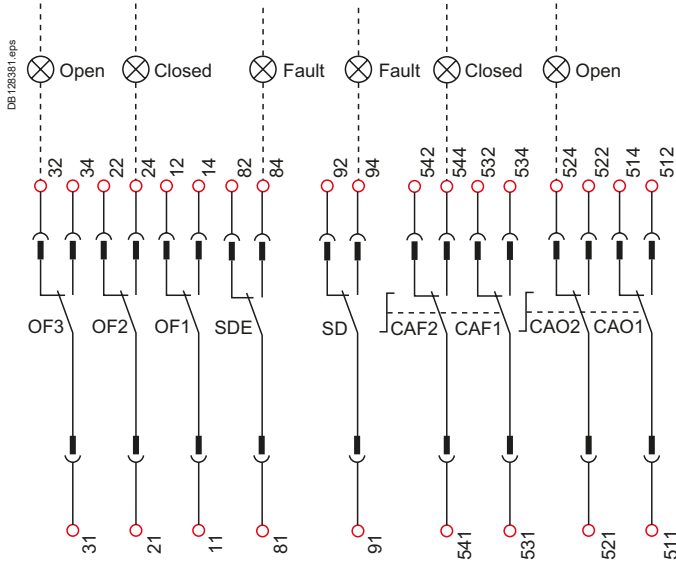 DB128381.eps
Open Closed Fault Fault Closed Open
32 34 22 24 12 14 82 84 92 94 542 544 532 534 524 522 514 512
OF3 OF2 OF1 SDE SD CAF2 CAF1 CAO2 CAO1
31 21 11 81 91 541 531 521 511